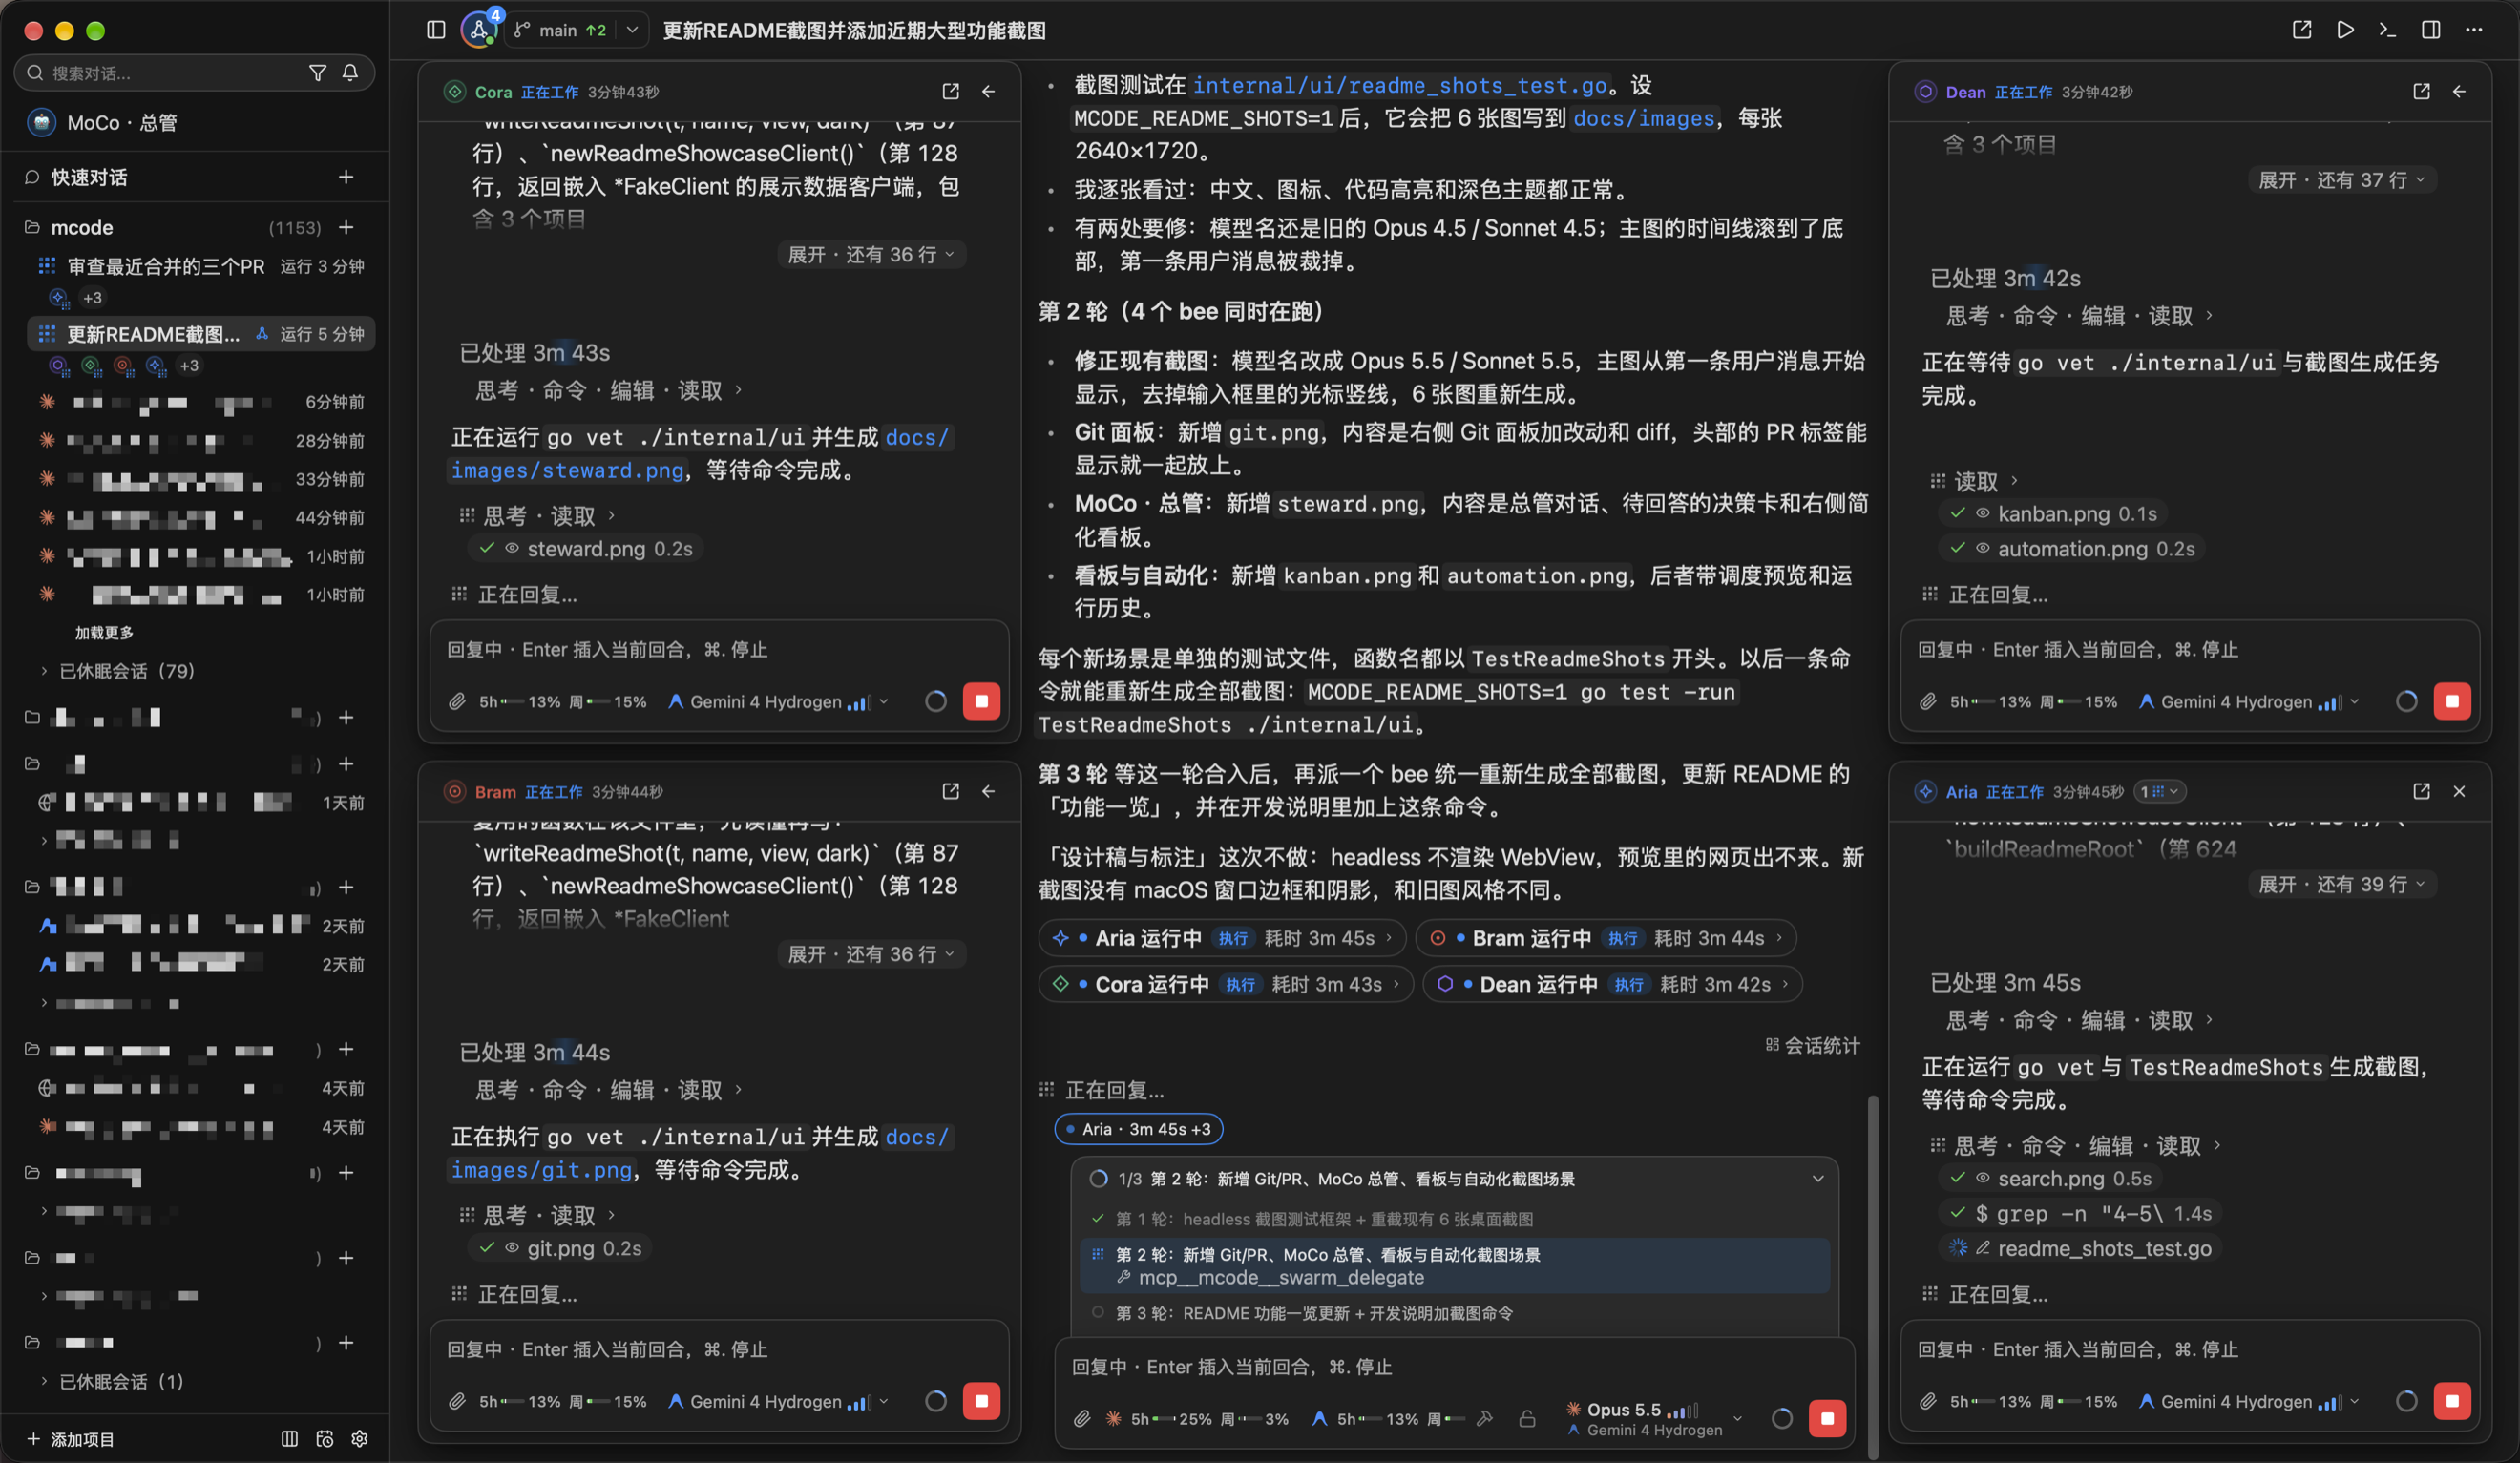 4
main ↑2
更新README截图并添加近期大型功能截图
搜索对话...
MoCo · 总管
快速对话
mcode (1153)
审查最近合并的三个PR 运行 3 分钟
+3
更新README截图... 运行 5 分钟
+3
6分钟前
28分钟前
33分钟前
44分钟前
1小时前
1小时前
加载更多
已休眠会话（79）
1天前
2天前
2天前
4天前
4天前
已休眠会话（1）
添加项目
Cora 正在工作 3分钟43秒
`writeReadmeShot(t, name, view, dark)`（第 87
行）、`newReadmeShowcaseClient()`（第 128
行，返回嵌入 *FakeClient 的展示数据客户端，包
含 3 个项目
展开 · 还有 36 行
已处理 3m 43s
思考 · 命令 · 编辑 · 读取
正在运行 go vet ./internal/ui 并生成 docs/
images/steward.png，等待命令完成。
思考 · 读取
steward.png 0.2s
正在回复...
回复中 · Enter 插入当前回合，⌘. 停止
5h 13% 周 15% Gemini 4 Hydrogen
Bram 正在工作 3分钟44秒
复用的函数在该文件里，先读懂再写：
`writeReadmeShot(t, name, view, dark)`（第 87
行）、`newReadmeShowcaseClient()`（第 128
行，返回嵌入 *FakeClient
展开 · 还有 36 行
已处理 3m 44s
思考 · 命令 · 编辑 · 读取
正在执行 go vet ./internal/ui 并生成 docs/
images/git.png，等待命令完成。
思考 · 读取
git.png 0.2s
正在回复...
回复中 · Enter 插入当前回合，⌘. 停止
5h 13% 周 15% Gemini 4 Hydrogen
• 截图测试在 internal/ui/readme_shots_test.go。设
MCODE_README_SHOTS=1 后，它会把 6 张图写到 docs/images，每张
2640×1720。
• 我逐张看过：中文、图标、代码高亮和深色主题都正常。
• 有两处要修：模型名还是旧的 Opus 4.5 / Sonnet 4.5；主图的时间线滚到了底
部，第一条用户消息被裁掉。
第 2 轮（4 个 bee 同时在跑）
• 修正现有截图：模型名改成 Opus 5.5 / Sonnet 5.5，主图从第一条用户消息开始
显示，去掉输入框里的光标竖线，6 张图重新生成。
• Git 面板：新增 git.png，内容是右侧 Git 面板加改动和 diff，头部的 PR 标签能
显示就一起放上。
• MoCo · 总管：新增 steward.png，内容是总管对话、待回答的决策卡和右侧简
化看板。
• 看板与自动化：新增 kanban.png 和 automation.png，后者带调度预览和运
行历史。
每个新场景是单独的测试文件，函数名都以 TestReadmeShots 开头。以后一条命
令就能重新生成全部截图：MCODE_README_SHOTS=1 go test -run
TestReadmeShots ./internal/ui。
第 3 轮 等这一轮合入后，再派一个 bee 统一重新生成全部截图，更新 README 的
「功能一览」，并在开发说明里加上这条命令。
「设计稿与标注」这次不做：headless 不渲染 WebView，预览里的网页出不来。新
截图没有 macOS 窗口边框和阴影，和旧图风格不同。
Aria 运行中 执行 耗时 3m 45s
Bram 运行中 执行 耗时 3m 44s
Cora 运行中 执行 耗时 3m 43s
Dean 运行中 执行 耗时 3m 42s
会话统计
正在回复...
Aria · 3m 45s +3
1/3 第 2 轮：新增 Git/PR、MoCo 总管、看板与自动化截图场景
第 1 轮：headless 截图测试框架 + 重截现有 6 张桌面截图
第 2 轮：新增 Git/PR、MoCo 总管、看板与自动化截图场景
mcp__mcode__swarm_delegate
第 3 轮：README 功能一览更新 + 开发说明加截图命令
回复中 · Enter 插入当前回合，⌘. 停止
5h 25% 周 3% 5h 13% 周
Opus 5.5
Gemini 4 Hydrogen
Dean 正在工作 3分钟42秒
含 3 个项目
展开 · 还有 37 行
已处理 3m 42s
思考 · 命令 · 编辑 · 读取
正在等待 go vet ./internal/ui 与截图生成任务
完成。
读取
kanban.png 0.1s
automation.png 0.2s
正在回复...
回复中 · Enter 插入当前回合，⌘. 停止
5h 13% 周 15% Gemini 4 Hydrogen
Aria 正在工作 3分钟45秒 1
`buildReadmeRoot`（第 624
展开 · 还有 39 行
已处理 3m 45s
思考 · 命令 · 编辑 · 读取
正在运行 go vet 与 TestReadmeShots 生成截图，
等待命令完成。
思考 · 命令 · 编辑 · 读取
search.png 0.5s
$ grep -n "4-5\ 1.4s
readme_shots_test.go
正在回复...
回复中 · Enter 插入当前回合，⌘. 停止
5h 13% 周 15% Gemini 4 Hydrogen